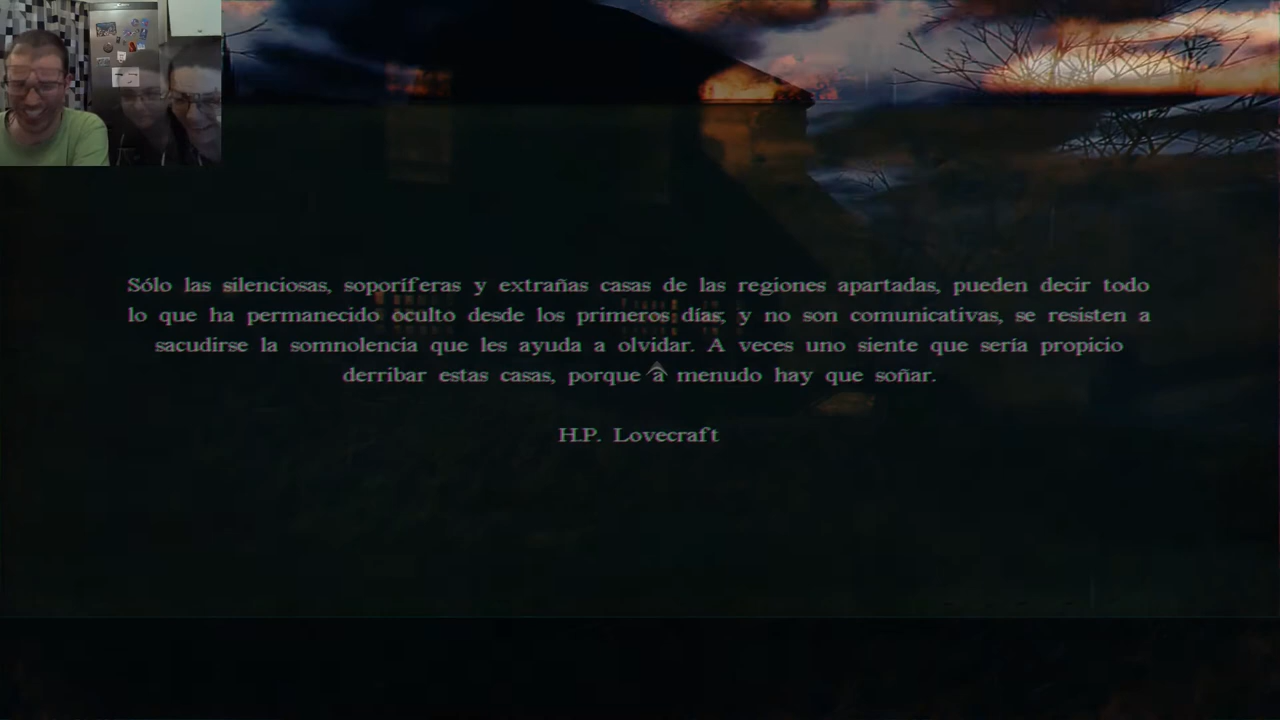 Sólo las silenciosas, soporíferas y extrañas casas de las regiones apartadas, pueden decir todo
lo que ha permanecido oculto desde los primeros días; y no son comunicativas, se resisten a
sacudirse la somnolencia que les ayuda a olvidar. A veces uno siente que sería propicio
derribar estas casas, porque a menudo hay que soñar.
H.P. Lovecraft